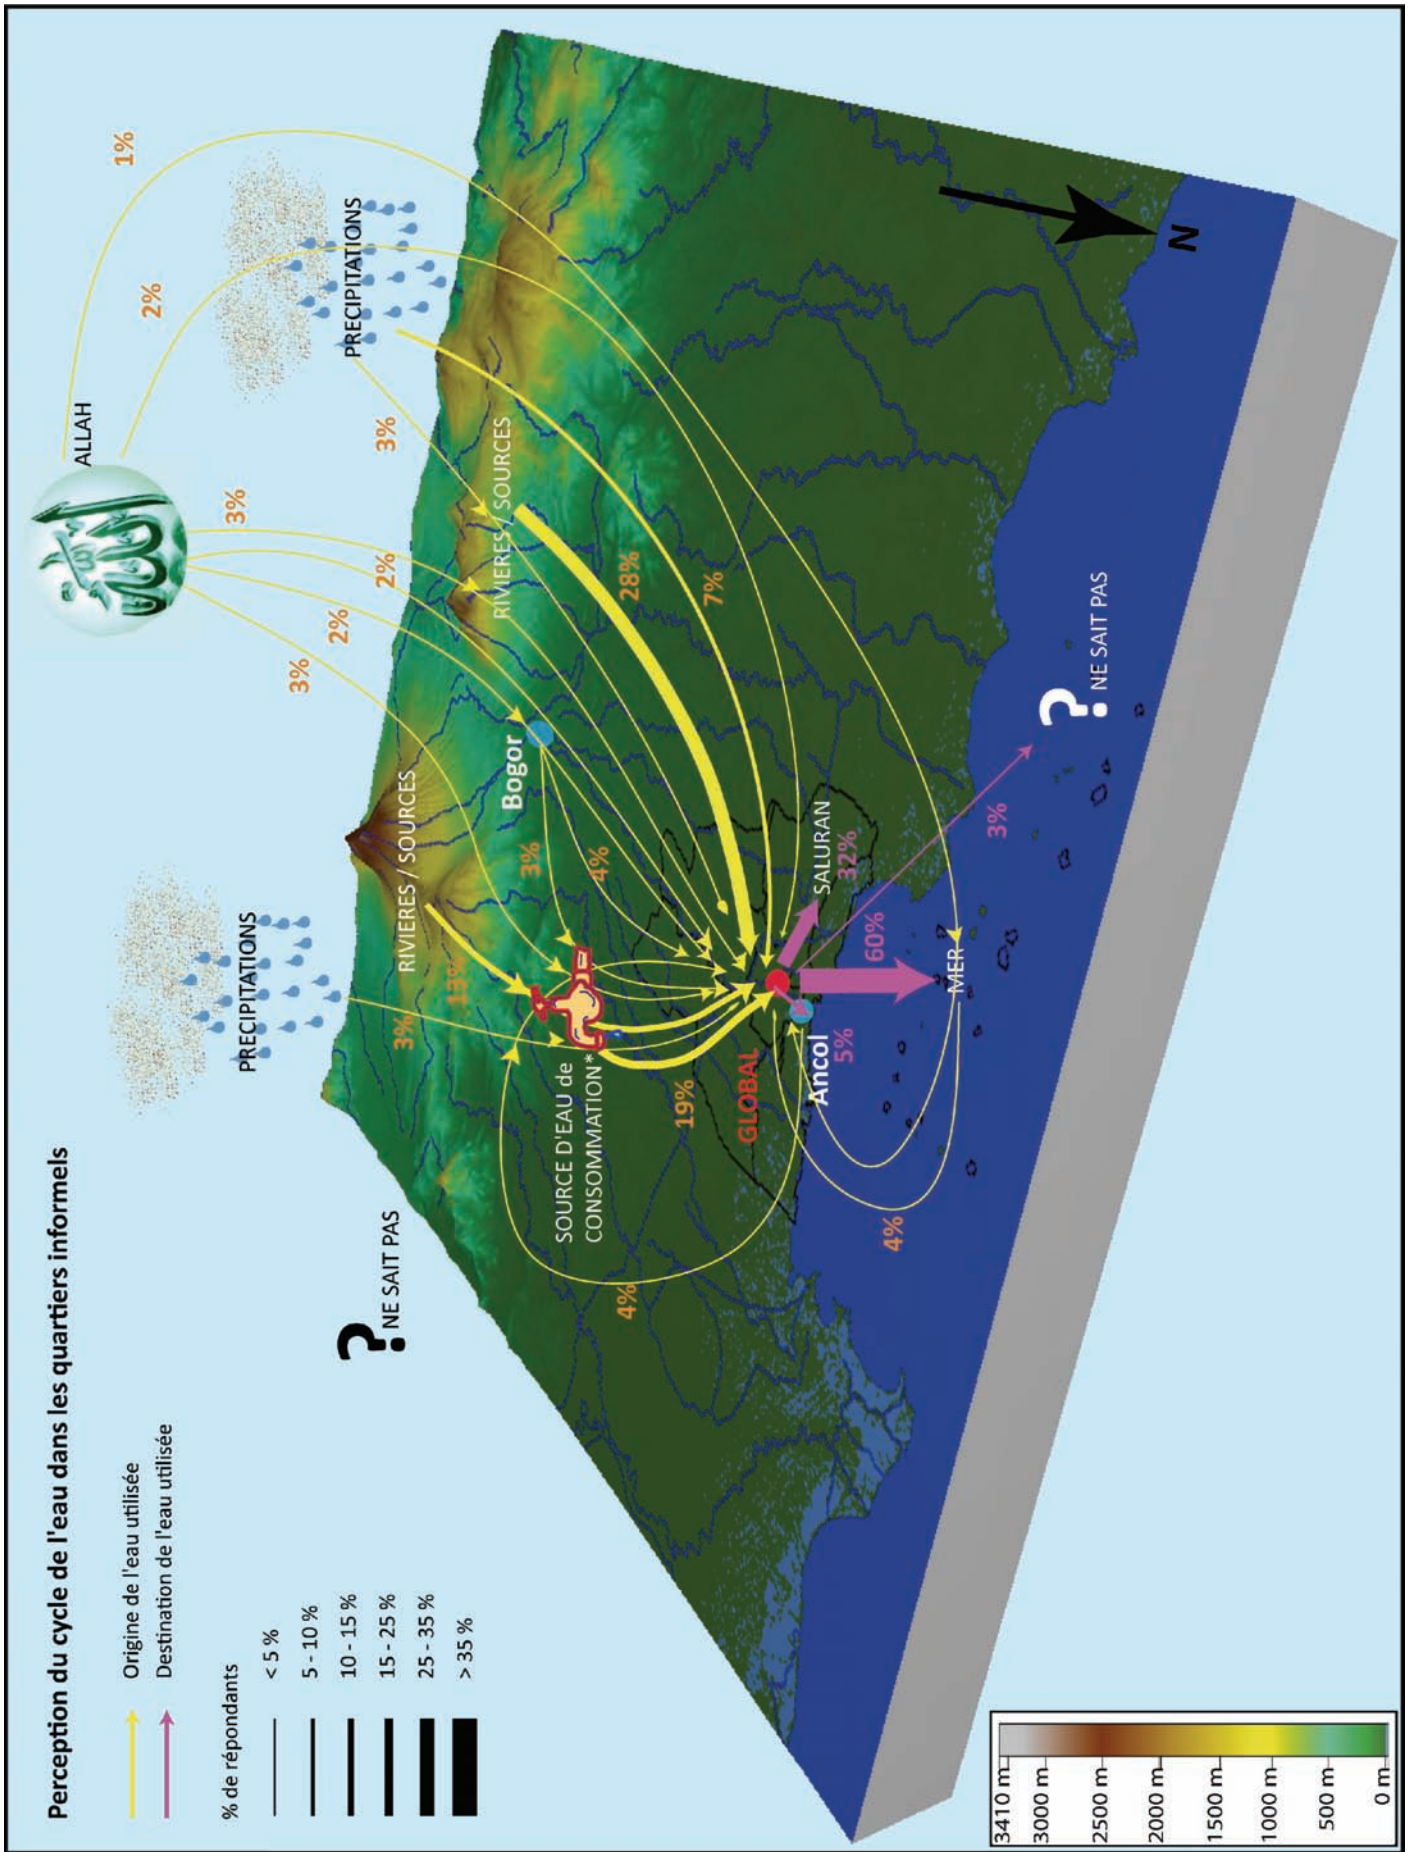 Perception du cycle de l'eau dans les quartiers informels
Origine de l'eau utilisée
Destination de l'eau utilisée
% de répondants
< 5 %
5 - 10 %
10 - 15 %
15 - 25 %
25 - 35 %
> 35 %
? NE SAIT PAS
PRECIPITATIONS
ALLAH
PRECIPITATIONS
1%
2%
3%
3%
2%
2%
3%
RIVIERES / SOURCES
RIVIERES / SOURCES
3%
13%
Bogor
3%
4%
28%
7%
SOURCE D'EAU de
CONSOMMATION*
19%
4%
GLOBAL
Ancol
5%
SALURAN
32%
60%
3%
MER
4%
? NE SAIT PAS
N
3410 m
3000 m
2500 m
2000 m
1500 m
1000 m
500 m
0 m